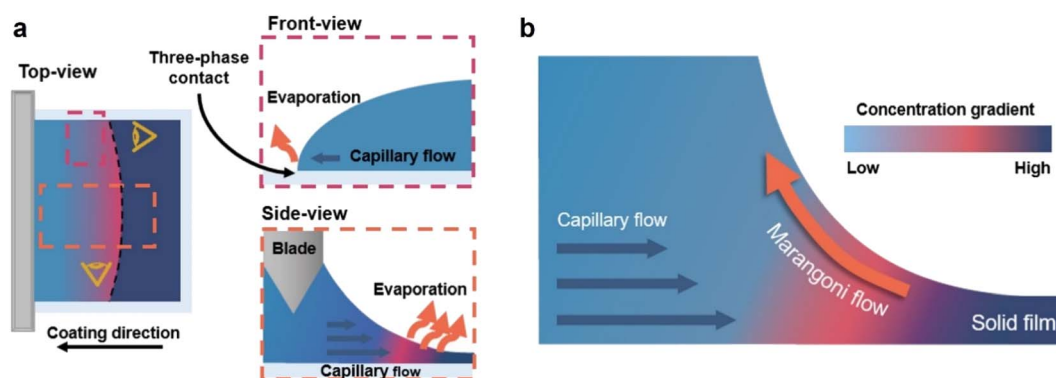 a
Top-view
Coating direction
Three-phase
contact
Front-view
Evaporation
Capillary flow
Side-view
Blade
Evaporation
Capillary flow
b
Concentration gradient
Low High
Capillary flow
Marangoni flow
Solid film